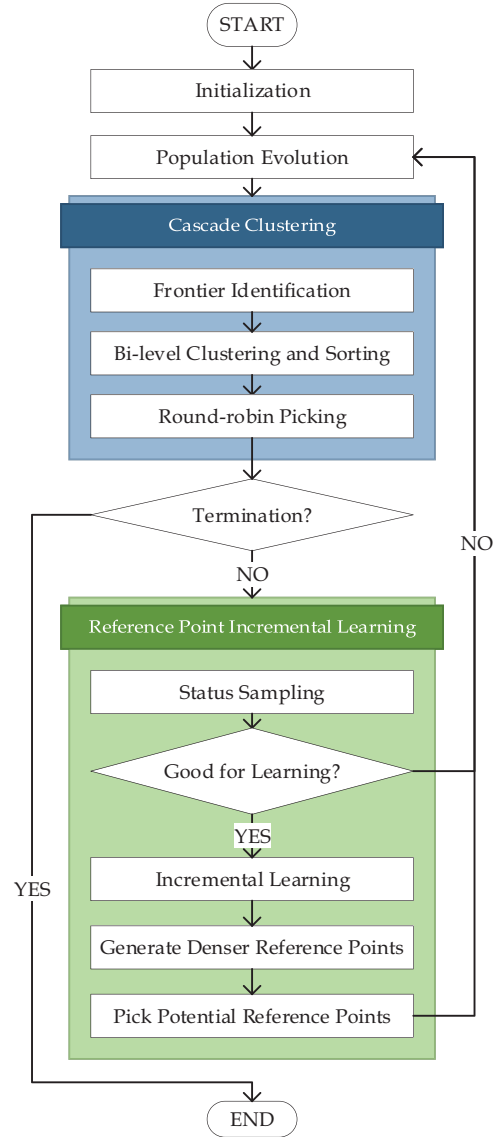 START
Initialization
Population Evolution
Cascade Clustering
Frontier Identification
Bi-level Clustering and Sorting
Round-robin Picking
Termination?
NO
NO
Reference Point Incremental Learning
Status Sampling
Good for Learning?
YES
Incremental Learning
YES
Generate Denser Reference Points
Pick Potential Reference Points
END